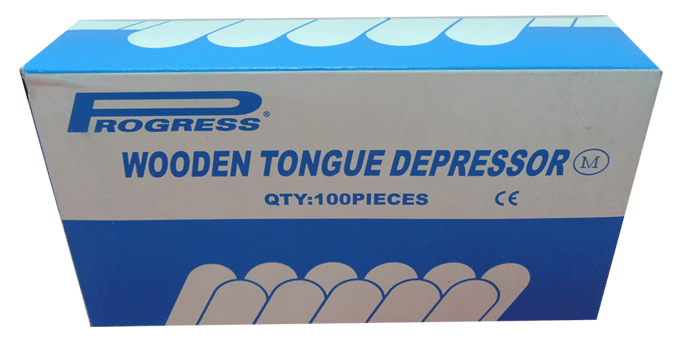 PROGRESS®
WOODEN TONGUE DEPRESSOR Ⓜ
QTY:100PIECES CE